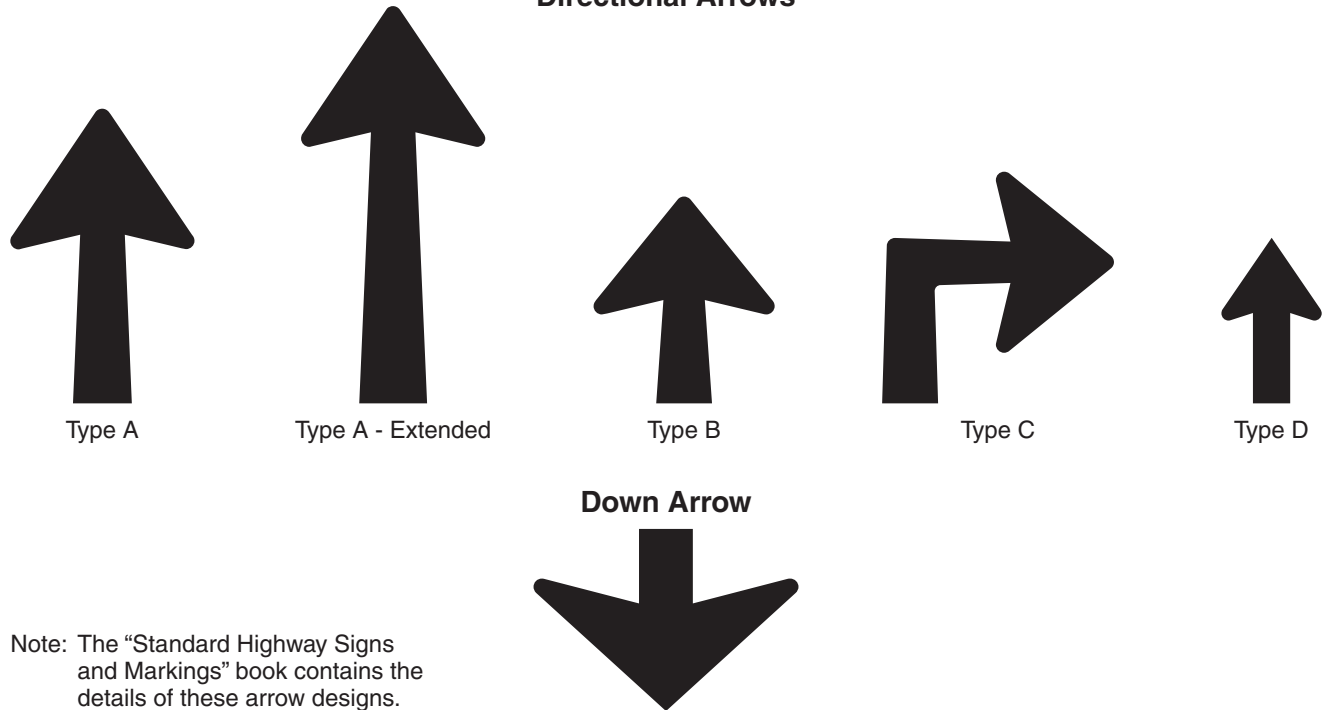 Directional Arrows
Type A
Type A - Extended
Type B
Type C
Type D
Down Arrow
Note: The “Standard Highway Signs
and Markings” book contains the
details of these arrow designs.